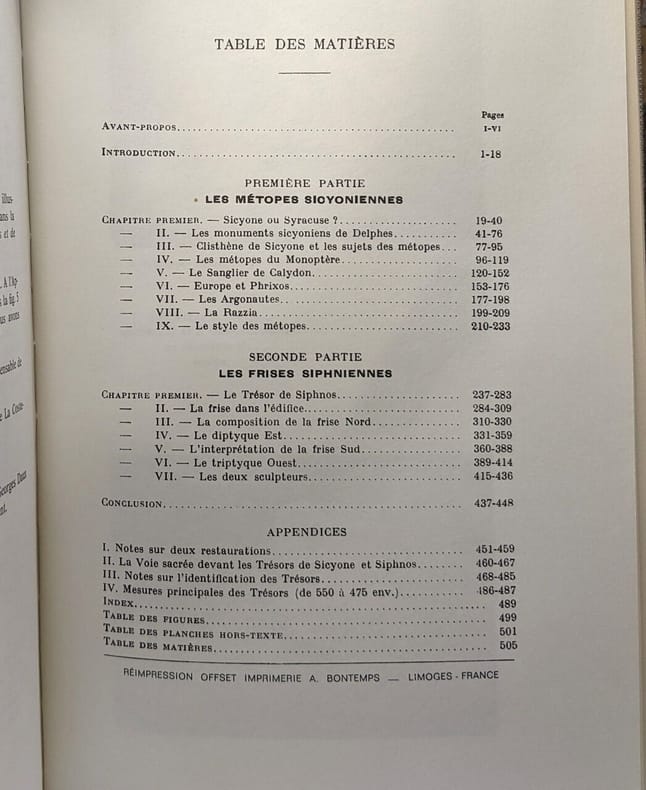 TABLE DES MATIÈRES
Pages
AVANT-PROPOS. I-VI
INTRODUCTION. 1-18
PREMIÈRE PARTIE
LES MÉTOPES SICYONIENNES
CHAPITRE PREMIER. — Sicyone ou Syracuse ? 19-40
— II. — Les monuments sicyoniens de Delphes. 41-76
— III. — Clisthène de Sicyone et les sujets des métopes. 77-95
— IV. — Les métopes du Monoptère. 96-119
— V. — Le Sanglier de Calydon. 120-152
— VI. — Europe et Phrixos. 153-176
— VII. — Les Argonautes. 177-198
— VIII. — La Razzia. 199-209
— IX. — Le style des métopes. 210-233
SECONDE PARTIE
LES FRISES SIPHNIENNES
CHAPITRE PREMIER. — Le Trésor de Siphnos. 237-283
— II. — La frise dans l'édifice. 284-309
— III. — La composition de la frise Nord. 310-330
— IV. — Le diptyque Est. 331-359
— V. — L'interprétation de la frise Sud. 360-388
— VI. — Le triptyque Ouest. 389-414
— VII. — Les deux sculpteurs. 415-436
CONCLUSION. 437-448
APPENDICES
I. Notes sur deux restaurations. 451-459
II. La Voie sacrée devant les Trésors de Sicyone et Siphnos. 460-467
III. Notes sur l'identification des Trésors. 468-485
IV. Mesures principales des Trésors (de 550 à 475 env.). 486-487
INDEX. 489
TABLE DES FIGURES. 499
TABLE DES PLANCHES HORS-TEXTE. 501
TABLE DES MATIÈRES. 505
RÉIMPRESSION OFFSET IMPRIMERIE A. BONTEMPS — LIMOGES - FRANCE